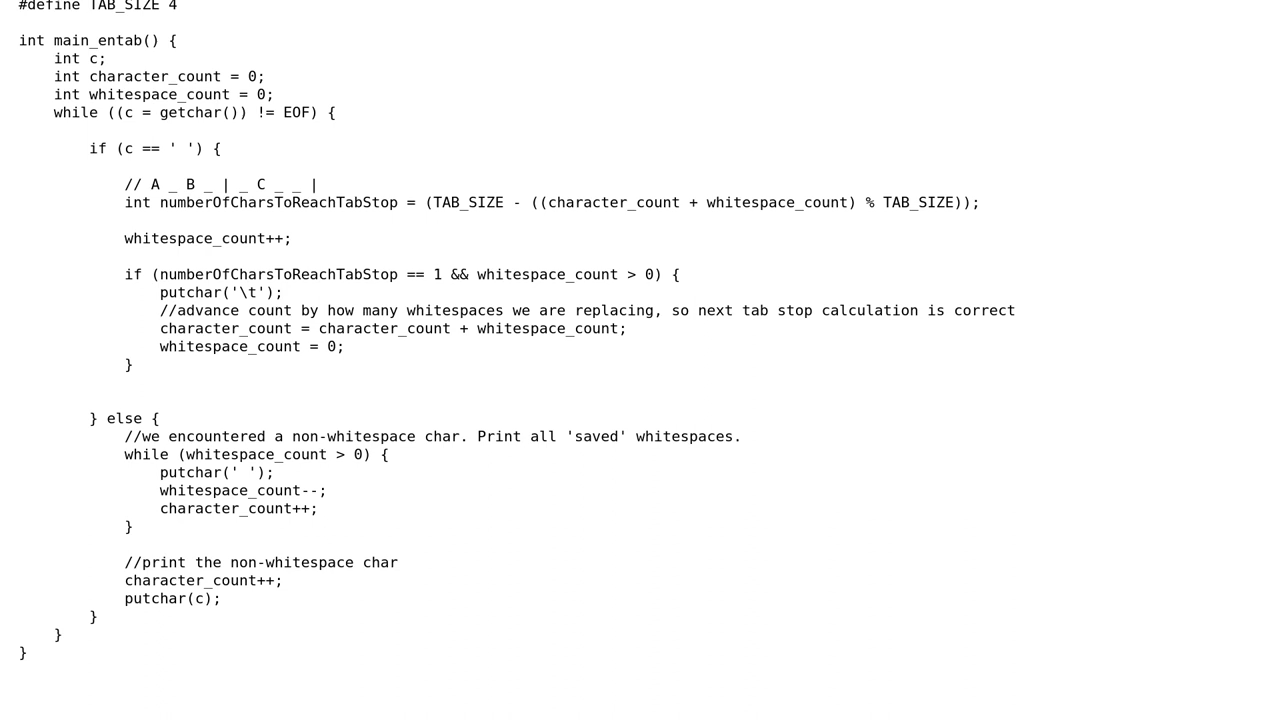 #define TAB_SIZE 4
int main_entab() {
    int c;
    int character_count = 0;
    int whitespace_count = 0;
    while ((c = getchar()) != EOF) {
        if (c == ' ') {
            // A _ B _ | _ C _ _ |
            int numberOfCharsToReachTabStop = (TAB_SIZE - ((character_count + whitespace_count) % TAB_SIZE));
            whitespace_count++;
            if (numberOfCharsToReachTabStop == 1 && whitespace_count > 0) {
                putchar('\t');
                //advance count by how many whitespaces we are replacing, so next tab stop calculation is correct
                character_count = character_count + whitespace_count;
                whitespace_count = 0;
            }
        } else {
            //we encountered a non-whitespace char. Print all 'saved' whitespaces.
            while (whitespace_count > 0) {
                putchar(' ');
                whitespace_count--;
                character_count++;
            }
            //print the non-whitespace char
            character_count++;
            putchar(c);
        }
    }
}